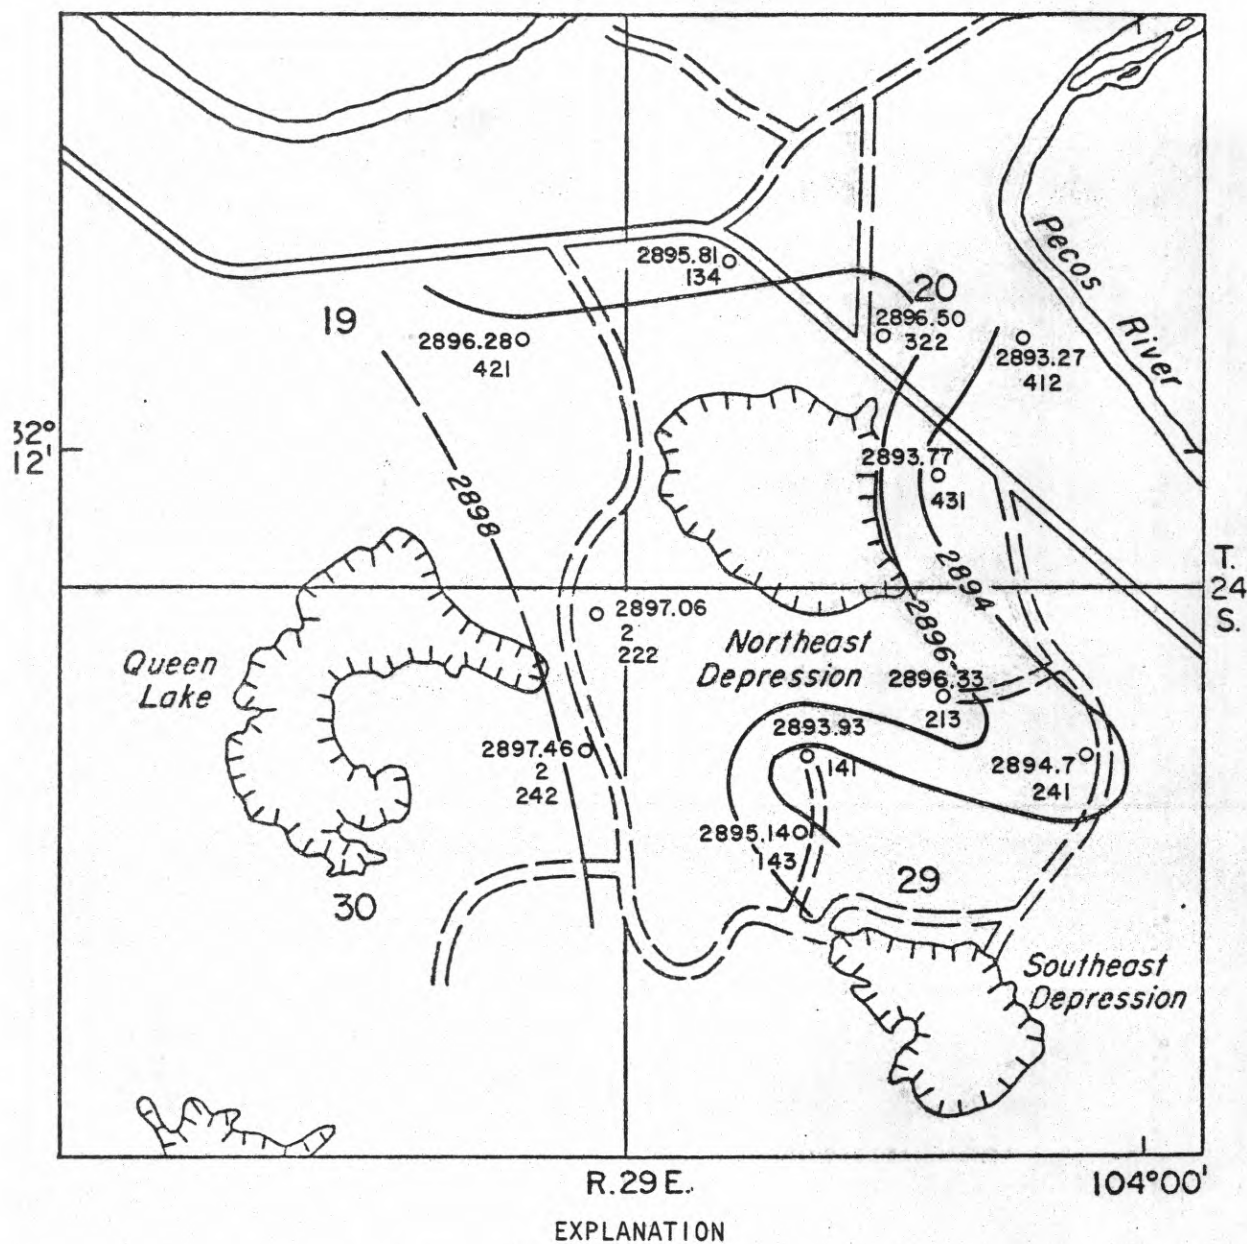 Pecos
River
2895.81
134
20
2896.50
322
19
2896.28
421
2893.27
412
32°
12'
2893.77
431
2898
2894
T.
24
S.
2897.06
2
222
2896
Northeast
Depression
Queen
Lake
2896.33
213
2893.93
141
2897.46
2
242
2894.7
241
2895.14
143
29
30
Southeast
Depression
R.29E.
104°00'
EXPLANATION